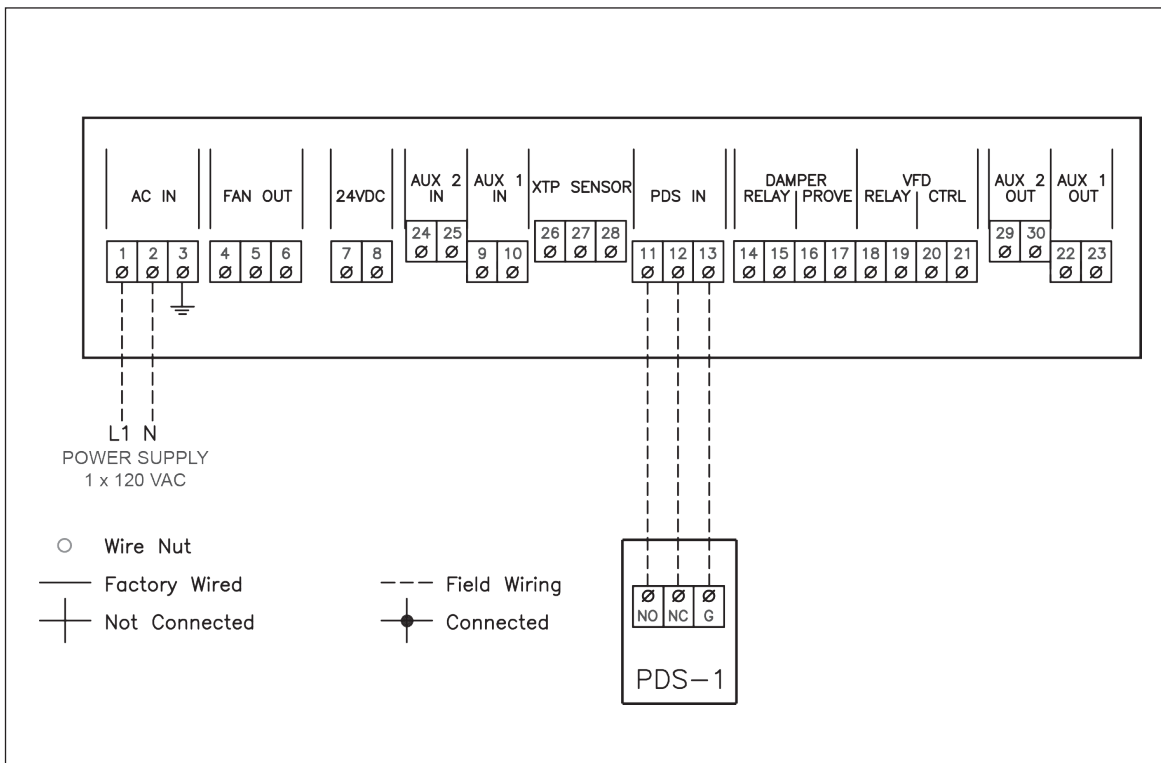 AC IN
FAN OUT
24VDC
AUX 2
IN
AUX 1
IN
XTP SENSOR
PDS IN
DAMPER
RELAY PROVE
VFD
RELAY CTRL
AUX 2
OUT
AUX 1
OUT
24 25
26 27 28
29 30
1 2 3 4 5 6 7 8 9 10 11 12 13 14 15 16 17 18 19 20 21 22 23
L1 N
POWER SUPPLY
1 x 120 VAC
Wire Nut
Factory Wired
Not Connected
Field Wiring
Connected
NO NC G
PDS-1